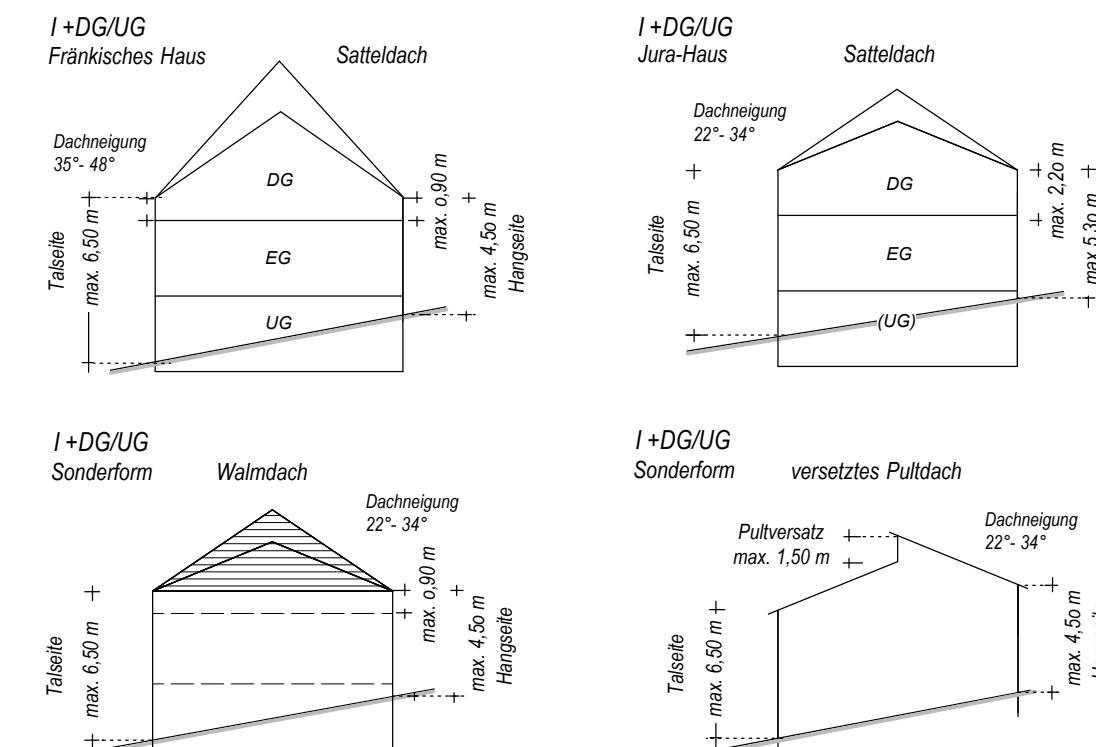 I +DG/UG
Fränkisches Haus Satteldach
Dachneigung
35°- 48°
DG
EG
UG
Talseite
max. 6,50 m
max. o,90 m
max. 4,5o m
Hangseite
I +DG/UG
Jura-Haus Satteldach
Dachneigung
22°- 34°
DG
EG
(UG)
Talseite
max. 6,50 m
max. 2,2o m
max 5,3o m
I +DG/UG
Sonderform Walmdach
Dachneigung
22°- 34°
Talseite
max. 6,50 m
max. o,90 m
max. 4,5o m
Hangseite
I +DG/UG
Sonderform versetztes Pultdach
Pultversatz
max. 1,50 m
Dachneigung
22°- 34°
Talseite
max. 6,50 m
max. 4,5o m